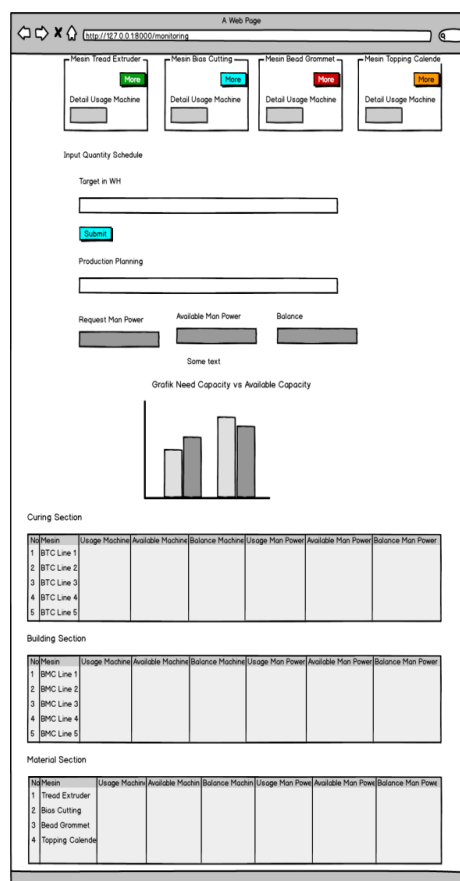 A Web Page
http://127.0.0.1:8000/monitoring
Mesin Tread Extruder
Mesin Bias Cutting
Mesin Bead Grommet
Mesin Topping Calende
More
More
More
More
Detail Usage Machine
Detail Usage Machine
Detail Usage Machine
Detail Usage Machine
Input Quantity Schedule
Target in WH
Submit
Production Planning
Request Man Power
Available Man Power
Balance
Some text
Grafik Need Capacity vs Available Capacity
Curing Section
No Mesin Usage Machine Available Machine Balance Machine Usage Man Power Available Man Power Balance Man Power
1 BTC Line 1
2 BTC Line 2
3 BTC Line 3
4 BTC Line 4
5 BTC Line 5
Building Section
No Mesin Usage Machine Available Machine Balance Machine Usage Man Power Available Man Power Balance Man Power
1 BMC Line 1
2 BMC Line 2
3 BMC Line 3
4 BMC Line 4
5 BMC Line 5
Material Section
No Mesin Usage Machin Available Machin Balance Machin Usage Man Powe Available Man Powe Balance Man Powe
1 Tread Extruder
2 Bias Cutting
3 Bead Grommet
4 Topping Calende